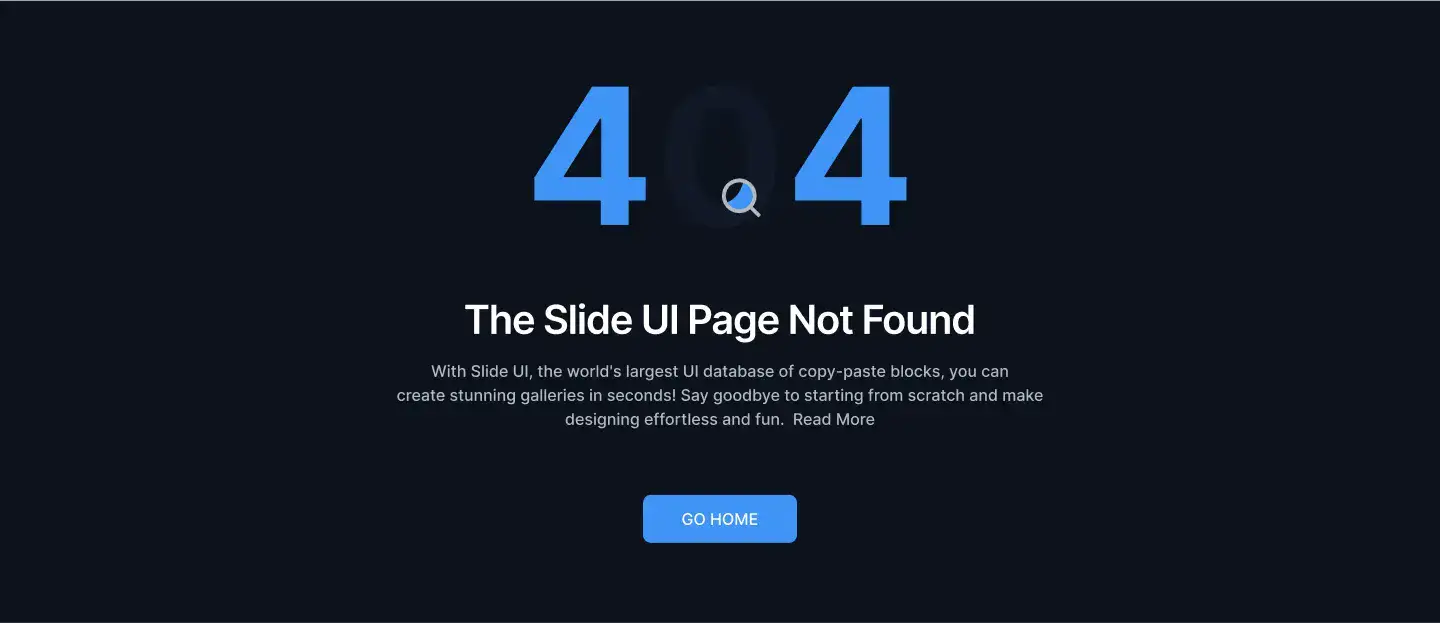 404
The Slide UI Page Not Found
With Slide UI, the world's largest UI database of copy-paste blocks, you can
create stunning galleries in seconds! Say goodbye to starting from scratch and make
designing effortless and fun. Read More
GO HOME